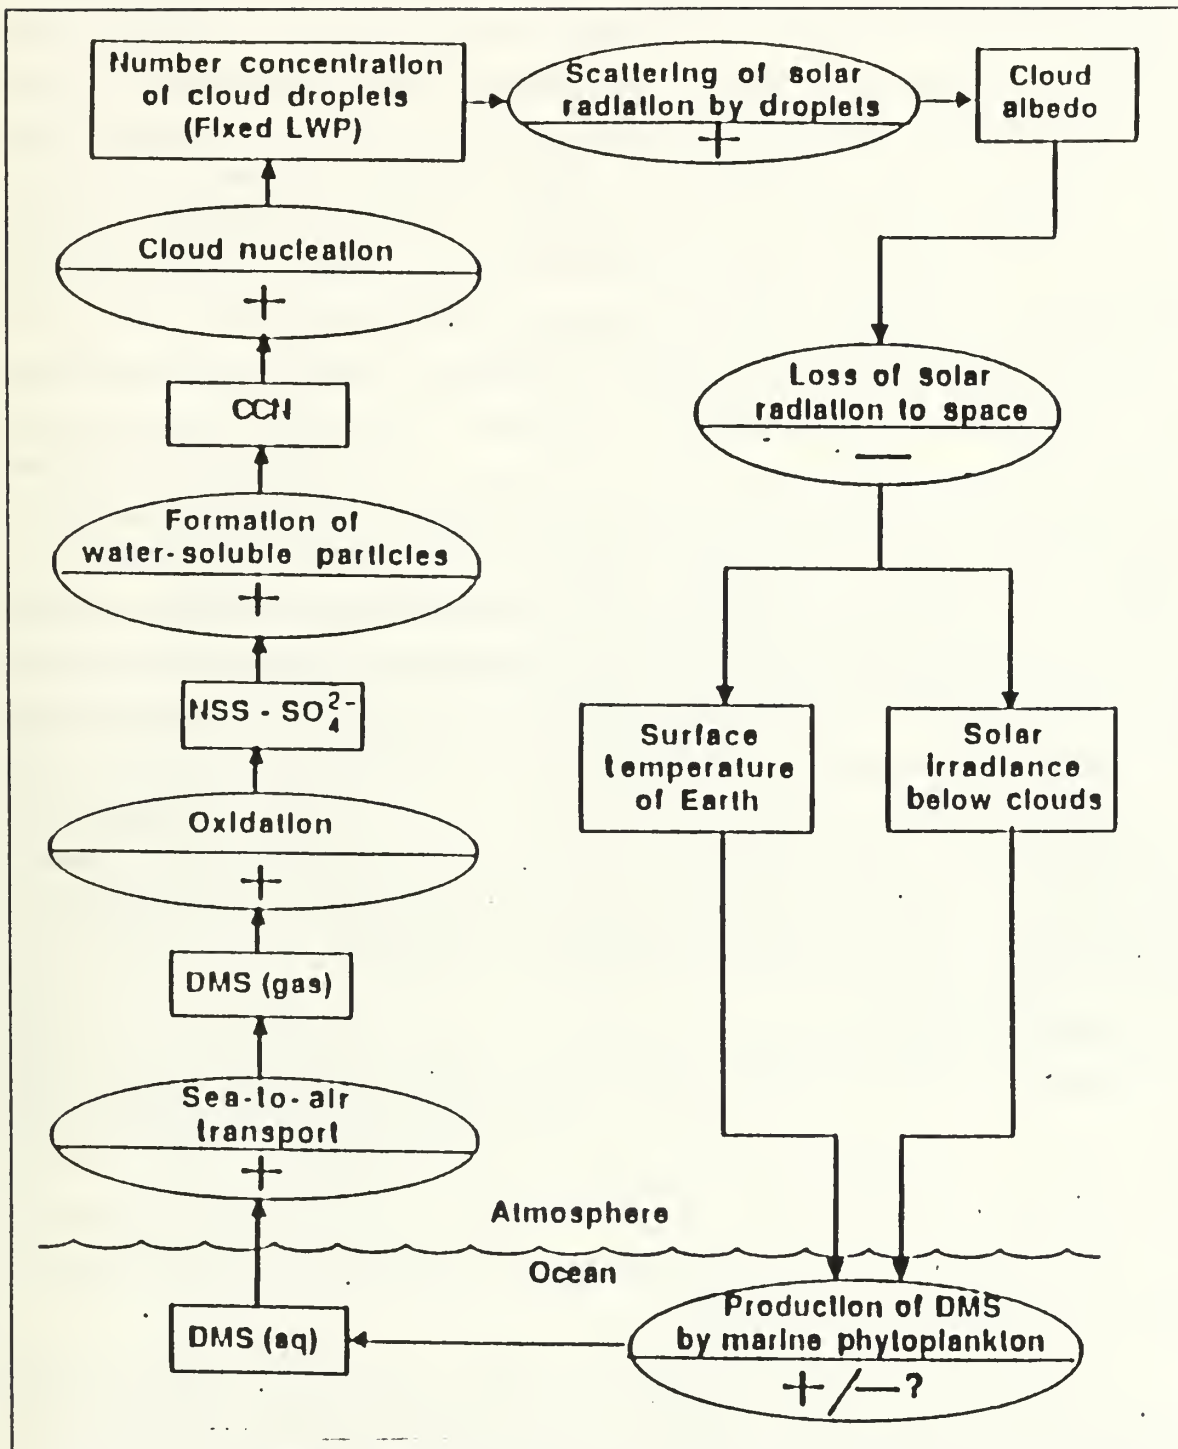 Number concentration
of cloud droplets
(Fixed LWP)
Scattering of solar
radiation by droplets
+
Cloud
albedo
Cloud nucleation
+
Loss of solar
radiation to space
—
CCN
Formation of
water-soluble particles
+
NSS - SO₄²⁻
Surface
temperature
of Earth
Solar
irradiance
below clouds
Oxidation
+
DMS (gas)
Sea-to-air
transport
+
Atmosphere
Ocean
DMS (aq)
Production of DMS
by marine phytoplankton
+/—?